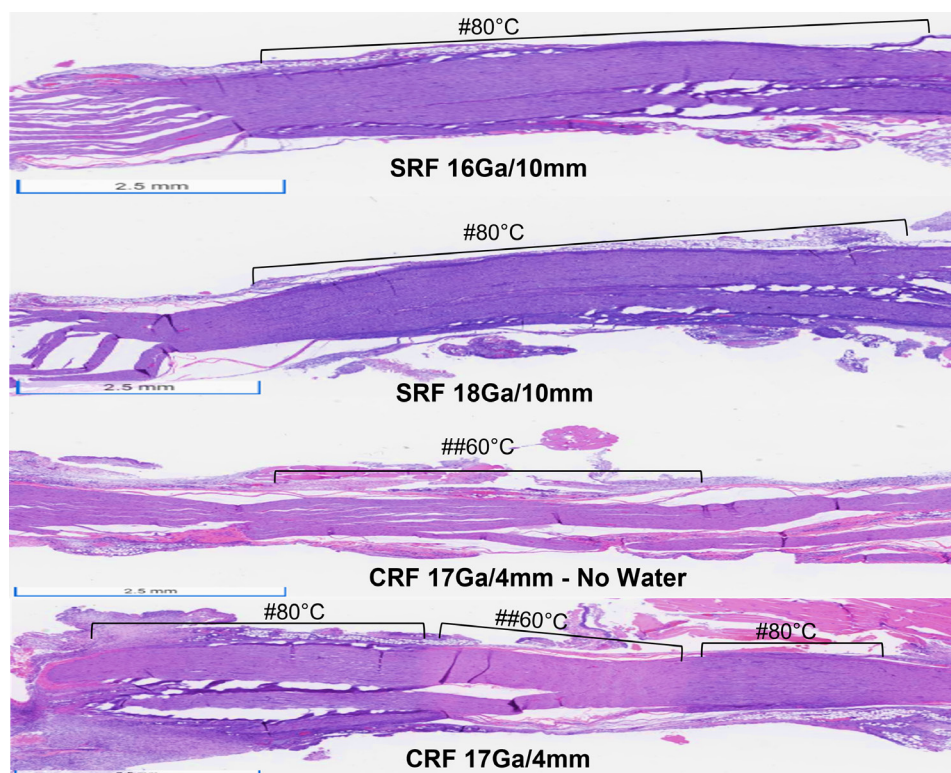 #80°C
SRF 16Ga/10mm
2.5 mm
#80°C
2.5 mm
SRF 18Ga/10mm
##60°C
CRF 17Ga/4mm - No Water
2.5 mm
#80°C
##60°C
#80°C
CRF 17Ga/4mm